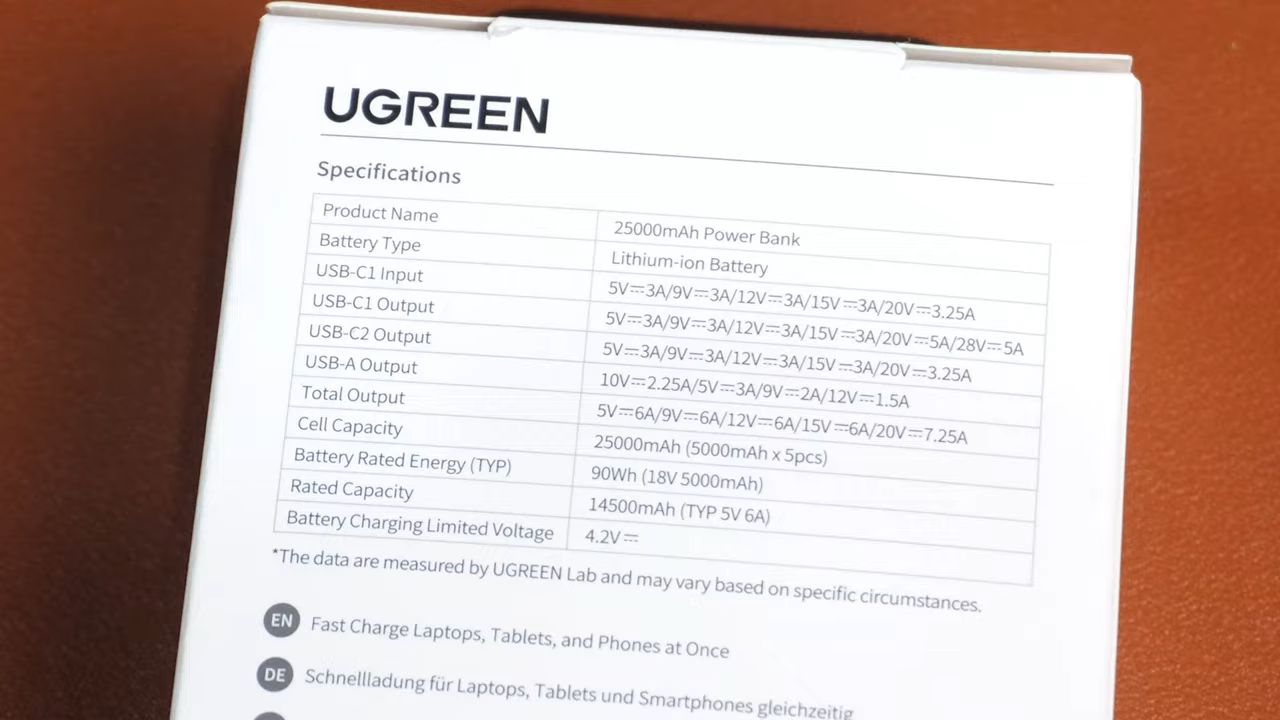 UGREEN
Specifications
Product Name 25000mAh Power Bank
Battery Type Lithium-ion Battery
USB-C1 Input 5V⎓3A/9V⎓3A/12V⎓3A/15V⎓3A/20V⎓3.25A
USB-C1 Output 5V⎓3A/9V⎓3A/12V⎓3A/15V⎓3A/20V⎓5A/28V⎓5A
USB-C2 Output 5V⎓3A/9V⎓3A/12V⎓3A/15V⎓3A/20V⎓3.25A
USB-A Output 10V⎓2.25A/5V⎓3A/9V⎓2A/12V⎓1.5A
Total Output 5V⎓6A/9V⎓6A/12V⎓6A/15V⎓6A/20V⎓7.25A
Cell Capacity 25000mAh (5000mAh x 5pcs)
Battery Rated Energy (TYP) 90Wh (18V 5000mAh)
Rated Capacity 14500mAh (TYP 5V 6A)
Battery Charging Limited Voltage 4.2V⎓
*The data are measured by UGREEN Lab and may vary based on specific circumstances.
EN Fast Charge Laptops, Tablets, and Phones at Once
DE Schnellladung für Laptops, Tablets und Smartphones gleichzeitig